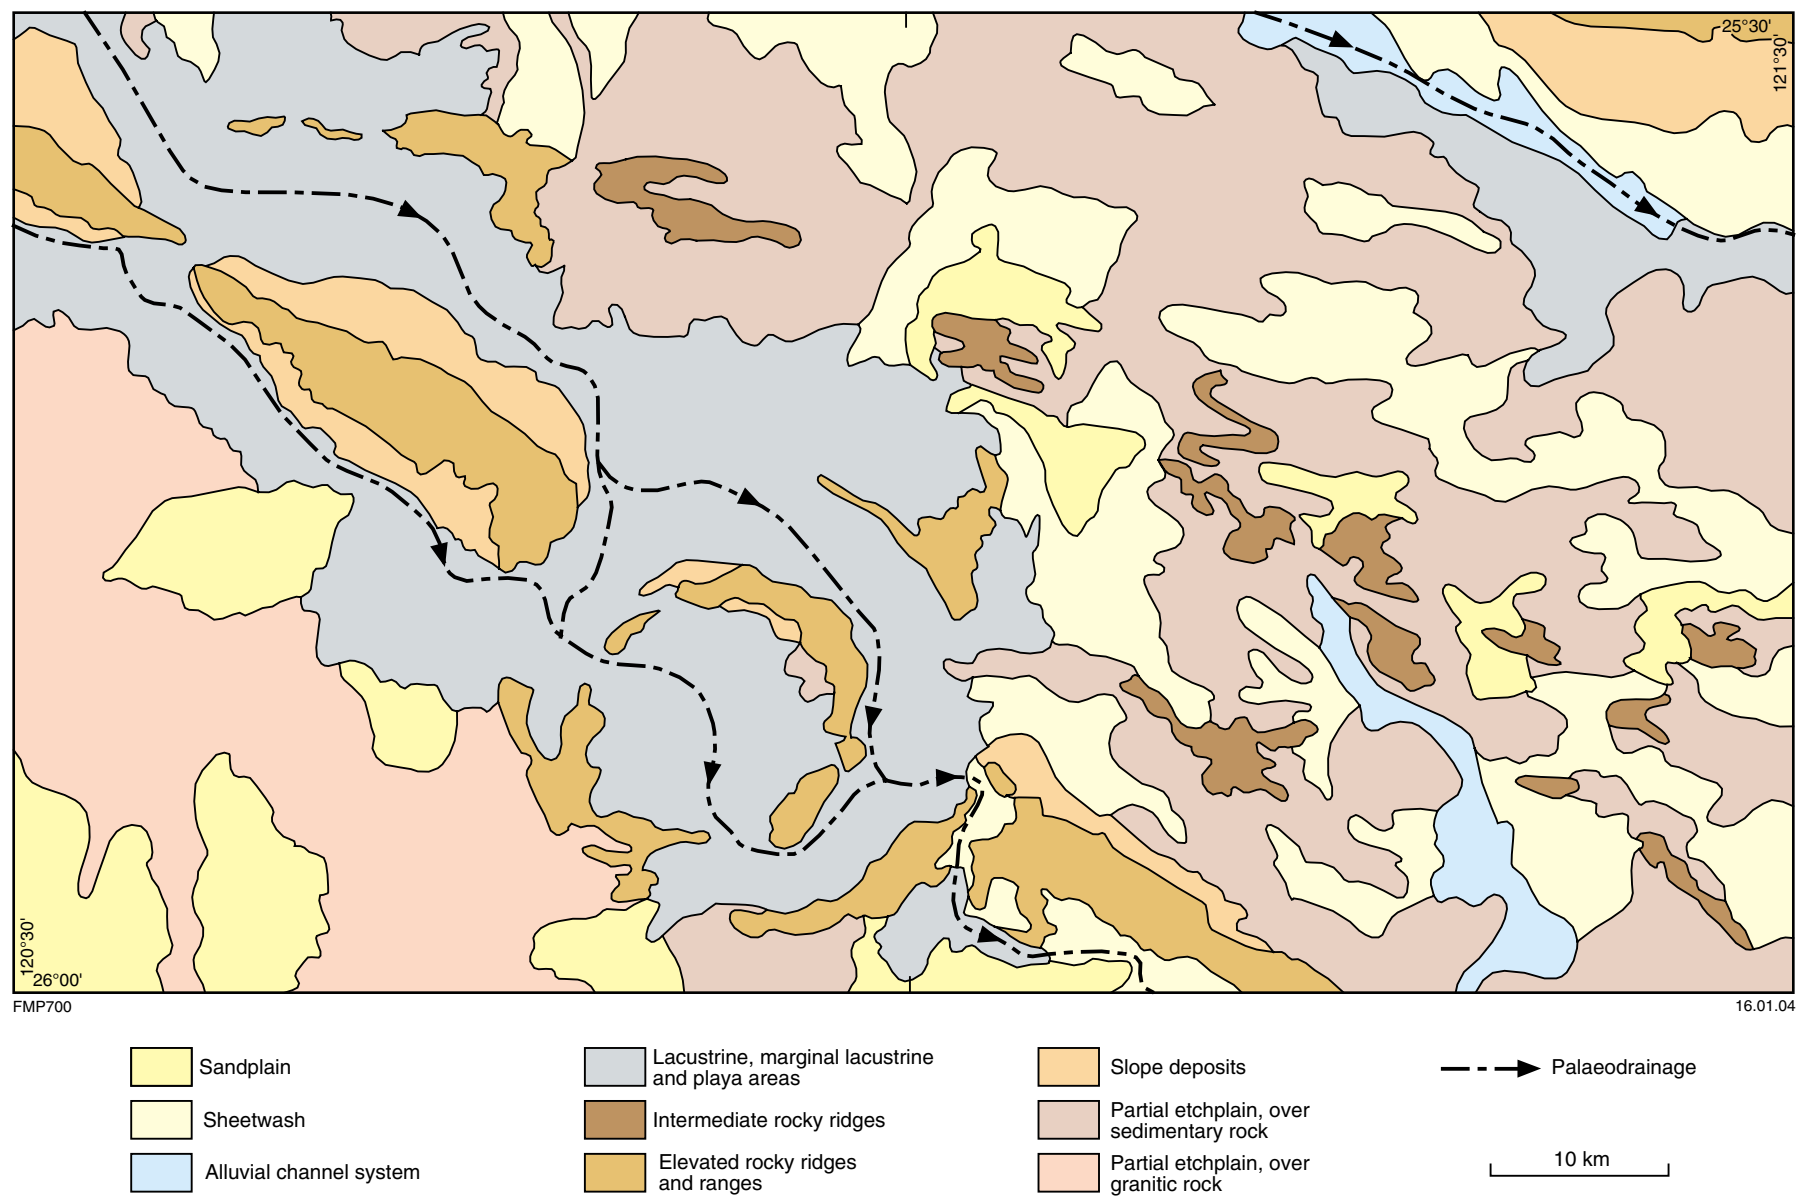 25°30'
121°30'
120°30'
26°00'
FMP700
16.01.04
Sandplain
Sheetwash
Alluvial channel system
Lacustrine, marginal lacustrine
and playa areas
Intermediate rocky ridges
Elevated rocky ridges
and ranges
Slope deposits
Partial etchplain, over
sedimentary rock
Partial etchplain, over
granitic rock
Palaeodrainage
10 km